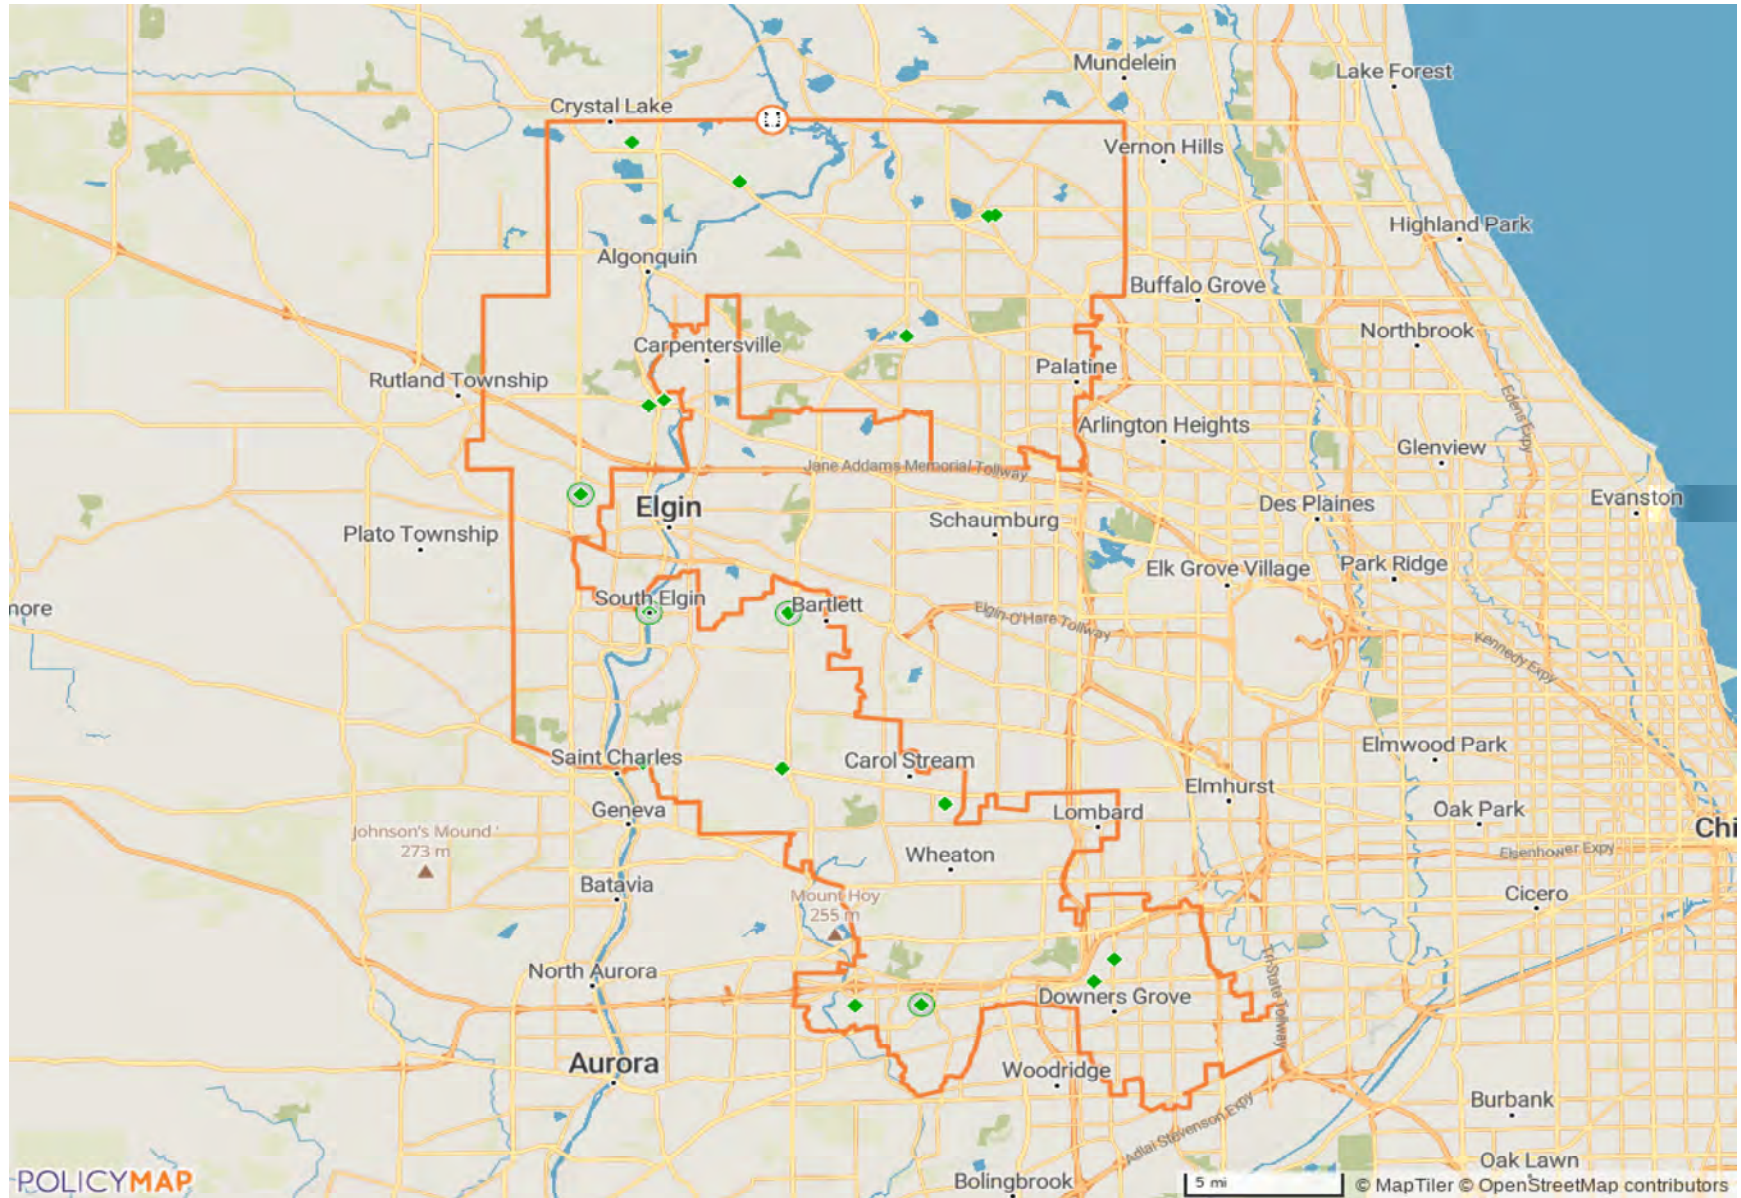 Mundelein
Lake Forest
Crystal Lake
Vernon Hills
Highland Park
Algonquin
Buffalo Grove
Northbrook
Carpentersville
Palatine
Rutland Township
Arlington Heights
Edens Expy
Glenview
Jane Addams Memorial Tollway
Evanston
Elgin
Des Plaines
Schaumburg
Plato Township
Park Ridge
Elk Grove Village
more
South Elgin
Bartlett
Elgin-O'Hare Tollway
Kennedy Expy
Elmwood Park
Saint Charles
Carol Stream
Elmhurst
Geneva
Lombard
Oak Park
Johnson's Mound
273 m
Chi
Wheaton
Eisenhower Expy
Batavia
Mount Hoy
255 m
Cicero
North Aurora
Tri-State Tollway
Downers Grove
Aurora
Woodridge
Burbank
Adlai Stevenson Expy
Oak Lawn
POLICYMAP
Bolingbrook
5 mi
© MapTiler © OpenStreetMap contributors